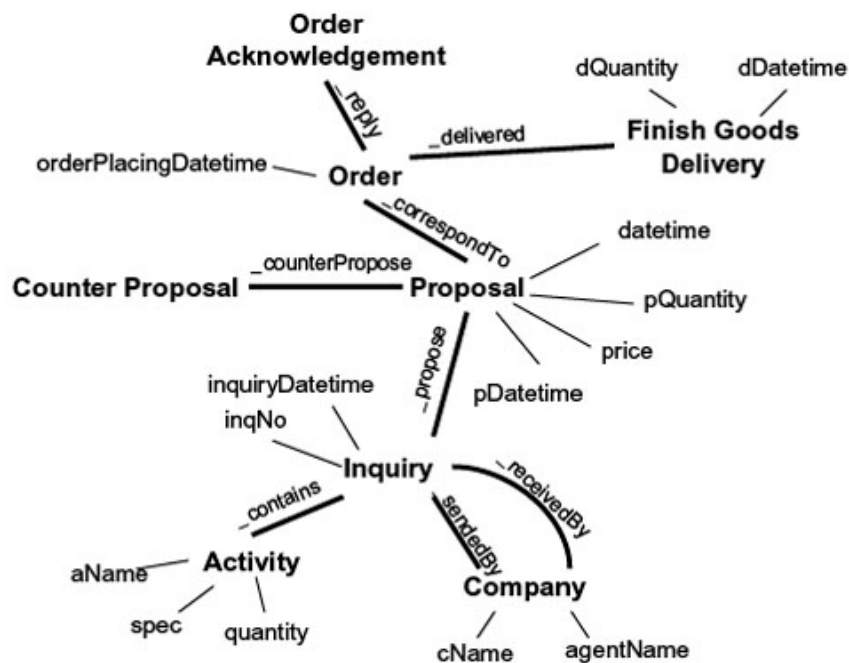 Order
Acknowledgement
dQuantity
dDatetime
_reply
_delivered
Finish Goods
Delivery
orderPlacingDatetime
Order
_correspondTo
datetime
_counterPropose
Counter Proposal
Proposal
pQuantity
price
_propose
pDatetime
inquiryDatetime
inqNo
Inquiry
_receivedBy
_contains
sendedBy
Activity
aName
Company
spec
quantity
cName
agentName